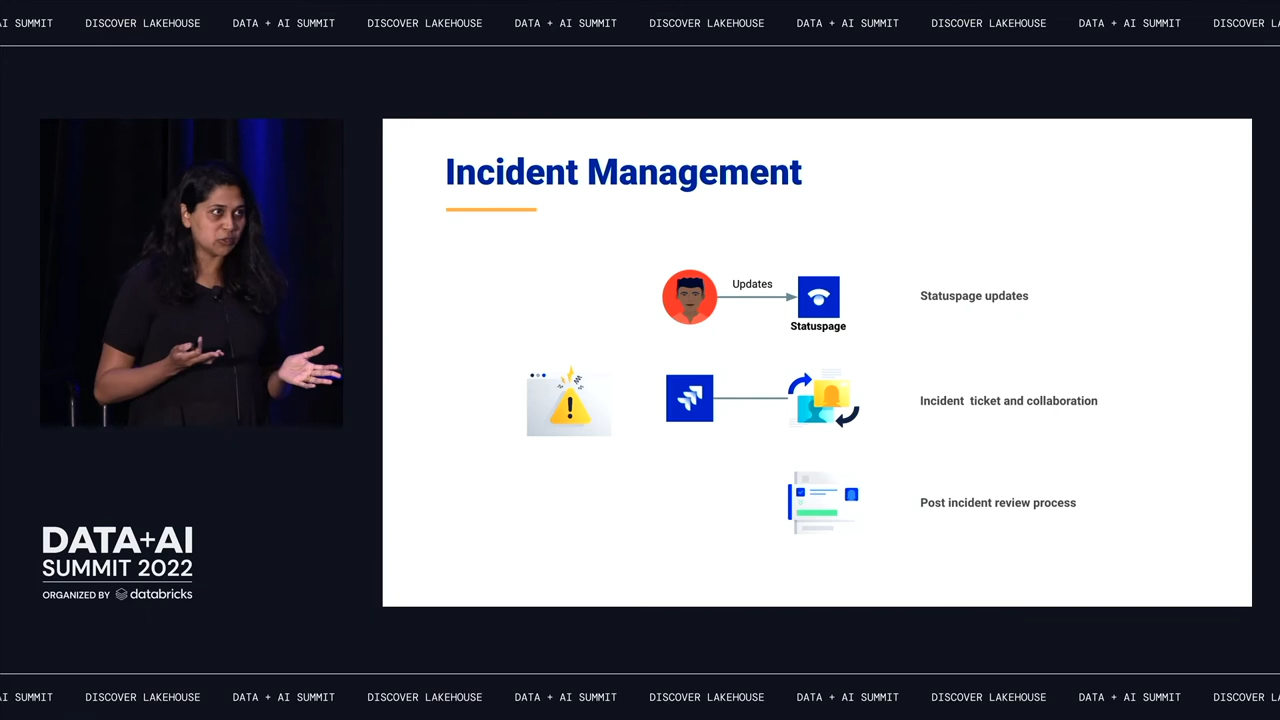 AI SUMMIT DISCOVER LAKEHOUSE DATA + AI SUMMIT DISCOVER LAKEHOUSE DATA + AI SUMMIT DISCOVER LAKEHOUSE DATA + AI SUMMIT DISCOVER LAKEHOUSE DATA + AI SUMMIT DISCOVER LA
Incident Management
Updates
Statuspage
Statuspage updates
Incident ticket and collaboration
Post incident review process
DATA+AI
SUMMIT 2022
ORGANIZED BY databricks
AI SUMMIT DISCOVER LAKEHOUSE DATA + AI SUMMIT DISCOVER LAKEHOUSE DATA + AI SUMMIT DISCOVER LAKEHOUSE DATA + AI SUMMIT DISCOVER LAKEHOUSE DATA + AI SUMMIT DISCOVER LA